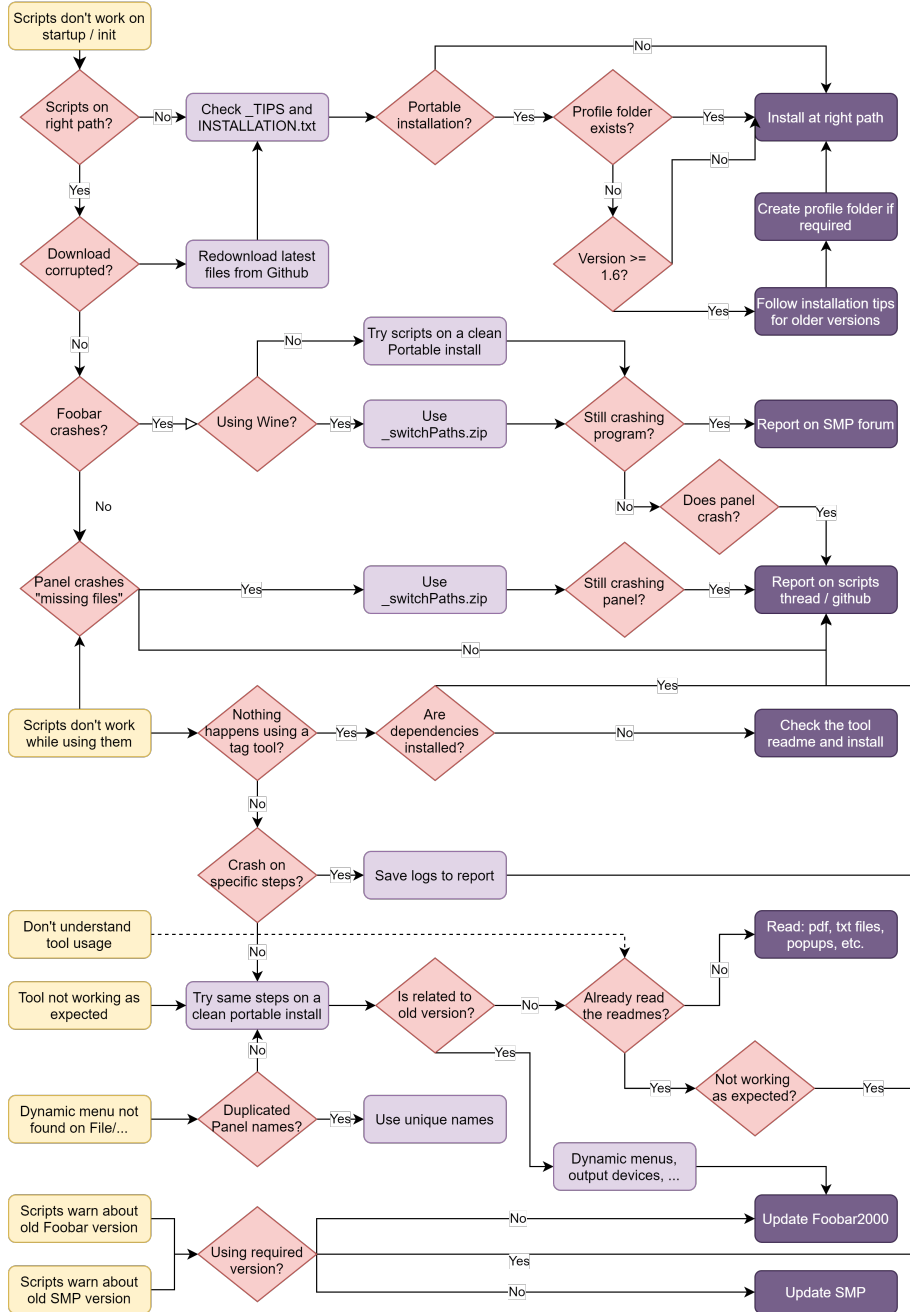 Scripts don't work on
startup / init
No
Scripts on
right path?
No
Check _TIPS and
INSTALLATION.txt
Portable
installation?
Yes
Profile folder
exists?
Yes
Install at right path
No
Yes
No
Create profile folder if
required
Download
corrupted?
Redownload latest
files from Github
Version >=
1.6?
Yes
Follow installation tips
for older versions
No
No
Try scripts on a clean
Portable install
Foobar
crashes?
Yes
Using Wine?
Yes
Use
_switchPaths.zip
Still crashing
program?
Yes
Report on SMP forum
No
No
Does panel
crash?
Yes
Panel crashes
"missing files"
Yes
Use
_switchPaths.zip
Still crashing
panel?
Yes
Report on scripts
thread / github
No
Yes
Scripts don't work
while using them
Nothing
happens using a
tag tool?
Yes
Are
dependencies
installed?
No
Check the tool
readme and install
No
Crash on
specific steps?
Yes
Save logs to report
Don't understand
tool usage
No
Read: pdf, txt files,
popups, etc.
No
Tool not working as
expected
Try same steps on a
clean portable install
Is related to
old version?
No
Already read
the readmes?
No
Yes
Yes
Not working
as expected?
Yes
Dynamic menu not
found on File/...
Duplicated
Panel names?
Yes
Use unique names
Dynamic menus,
output devices, ...
Scripts warn about
old Foobar version
No
Update Foobar2000
Using required
version?
Yes
Scripts warn about
old SMP version
No
Update SMP